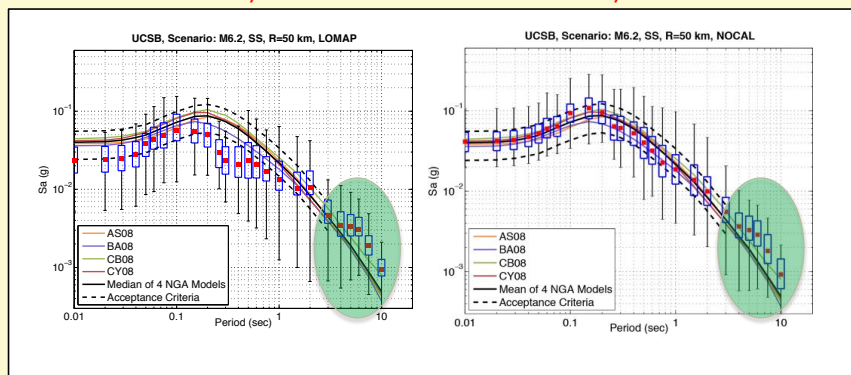 UCSB, Scenario: M6.2, SS, R=50 km, LOMAP
Sa (g)
10⁻¹
10⁻²
10⁻³
AS08
BA08
CB08
CY08
Median of 4 NGA Models
Acceptance Criteria
0.01
0.1
1
10
Period (sec)
UCSB, Scenario: M6.2, SS, R=50 km, NOCAL
Sa (g)
10⁻¹
10⁻²
10⁻³
AS08
BA08
CB08
CY08
Mean of 4 NGA Models
Acceptance Criteria
0.01
0.1
1
10
Period (sec)